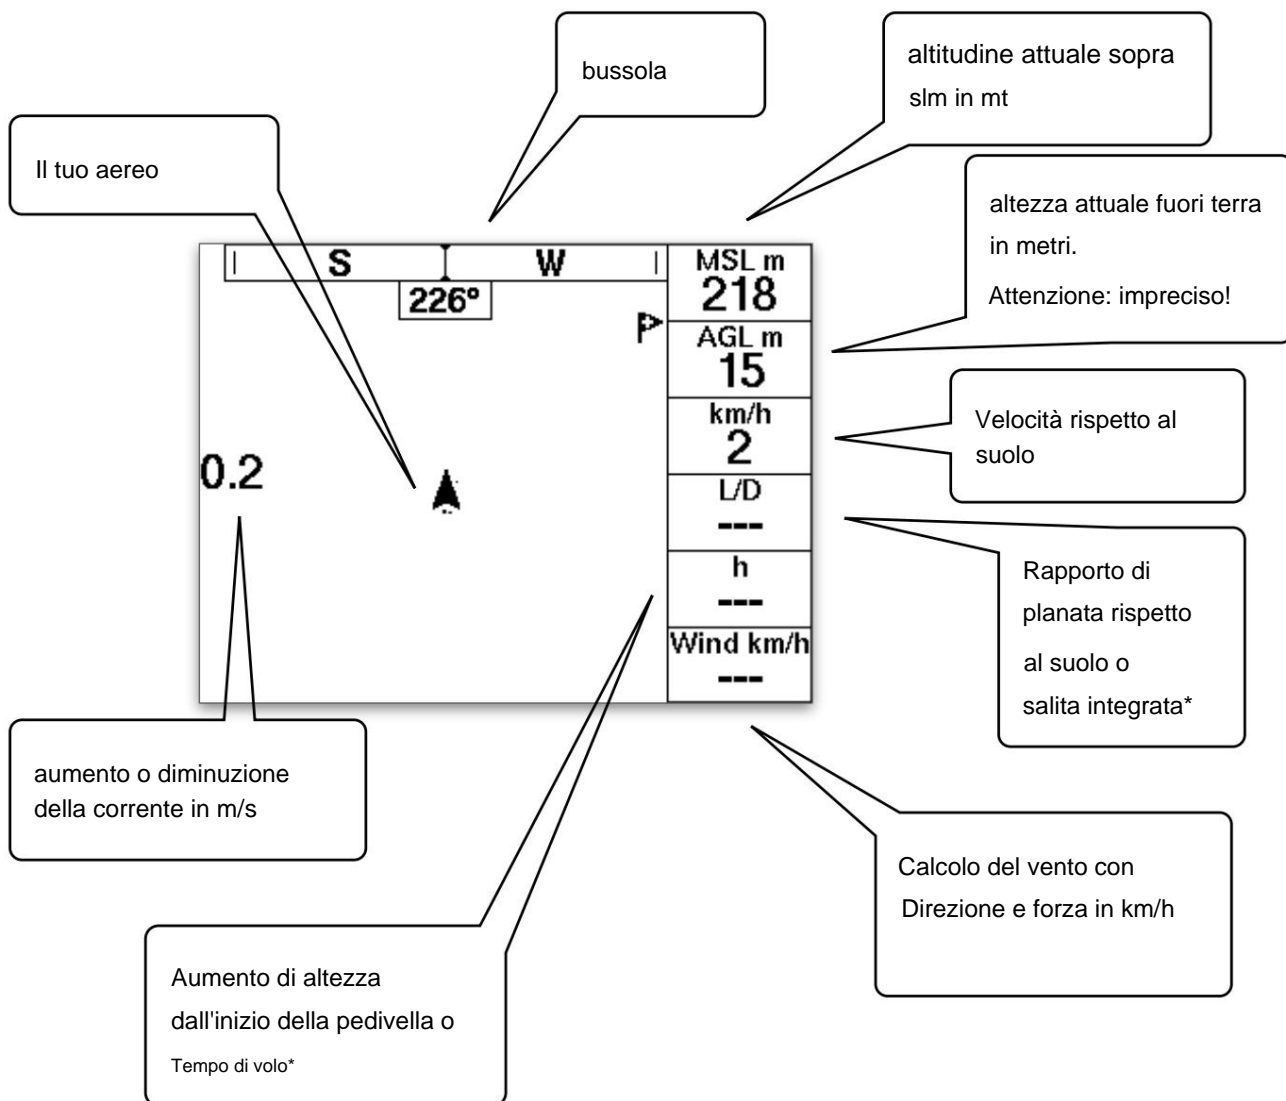 bussola
altitudine attuale sopra
slm in mt
Il tuo aereo
altezza attuale fuori terra
in metri.
Attenzione: impreciso!
S
W
226º
MSL m
218
AGL m
15
km/h
2
L/D
---
h
---
Wind km/h
---
0.2
Velocità rispetto al
suolo
Rapporto di
planata rispetto
al suolo o
salita integrata*
aumento o diminuzione
della corrente in m/s
Calcolo del vento con
Direzione e forza in km/h
Aumento di altezza
dall'inizio della pedivella o
Tempo di volo*